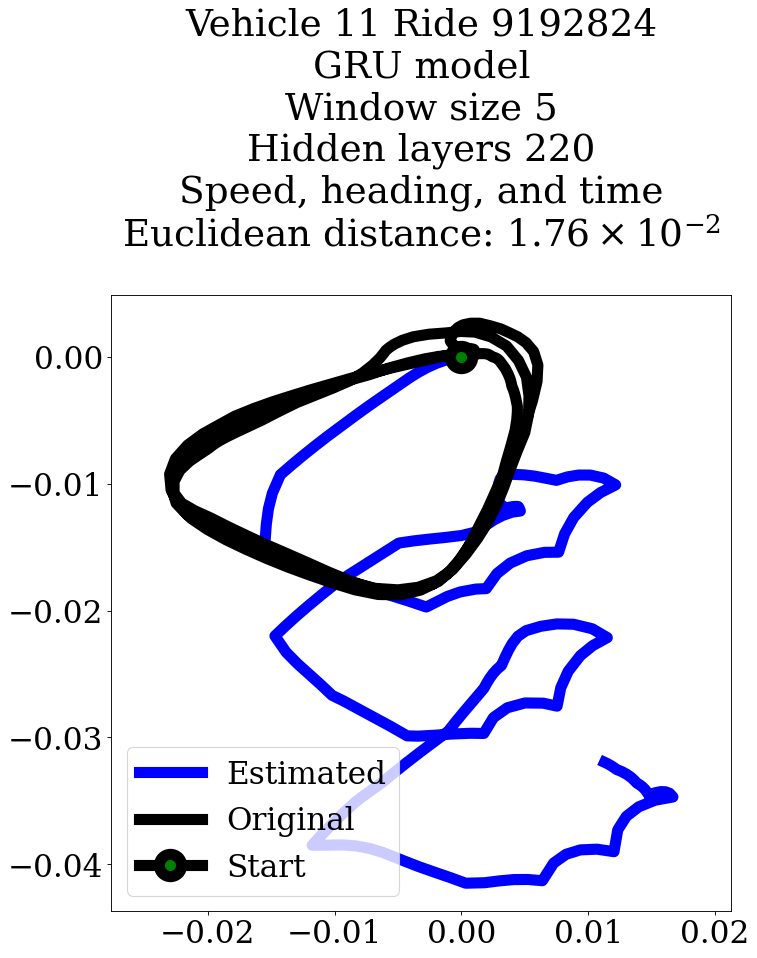 Vehicle 11 Ride 9192824
GRU model
Window size 5
Hidden layers 220
Speed, heading, and time
Euclidean distance: 1.76 × 10⁻²
0.00
−0.01
−0.02
−0.03
−0.04
Estimated
Original
Start
−0.02 −0.01 0.00 0.01 0.02